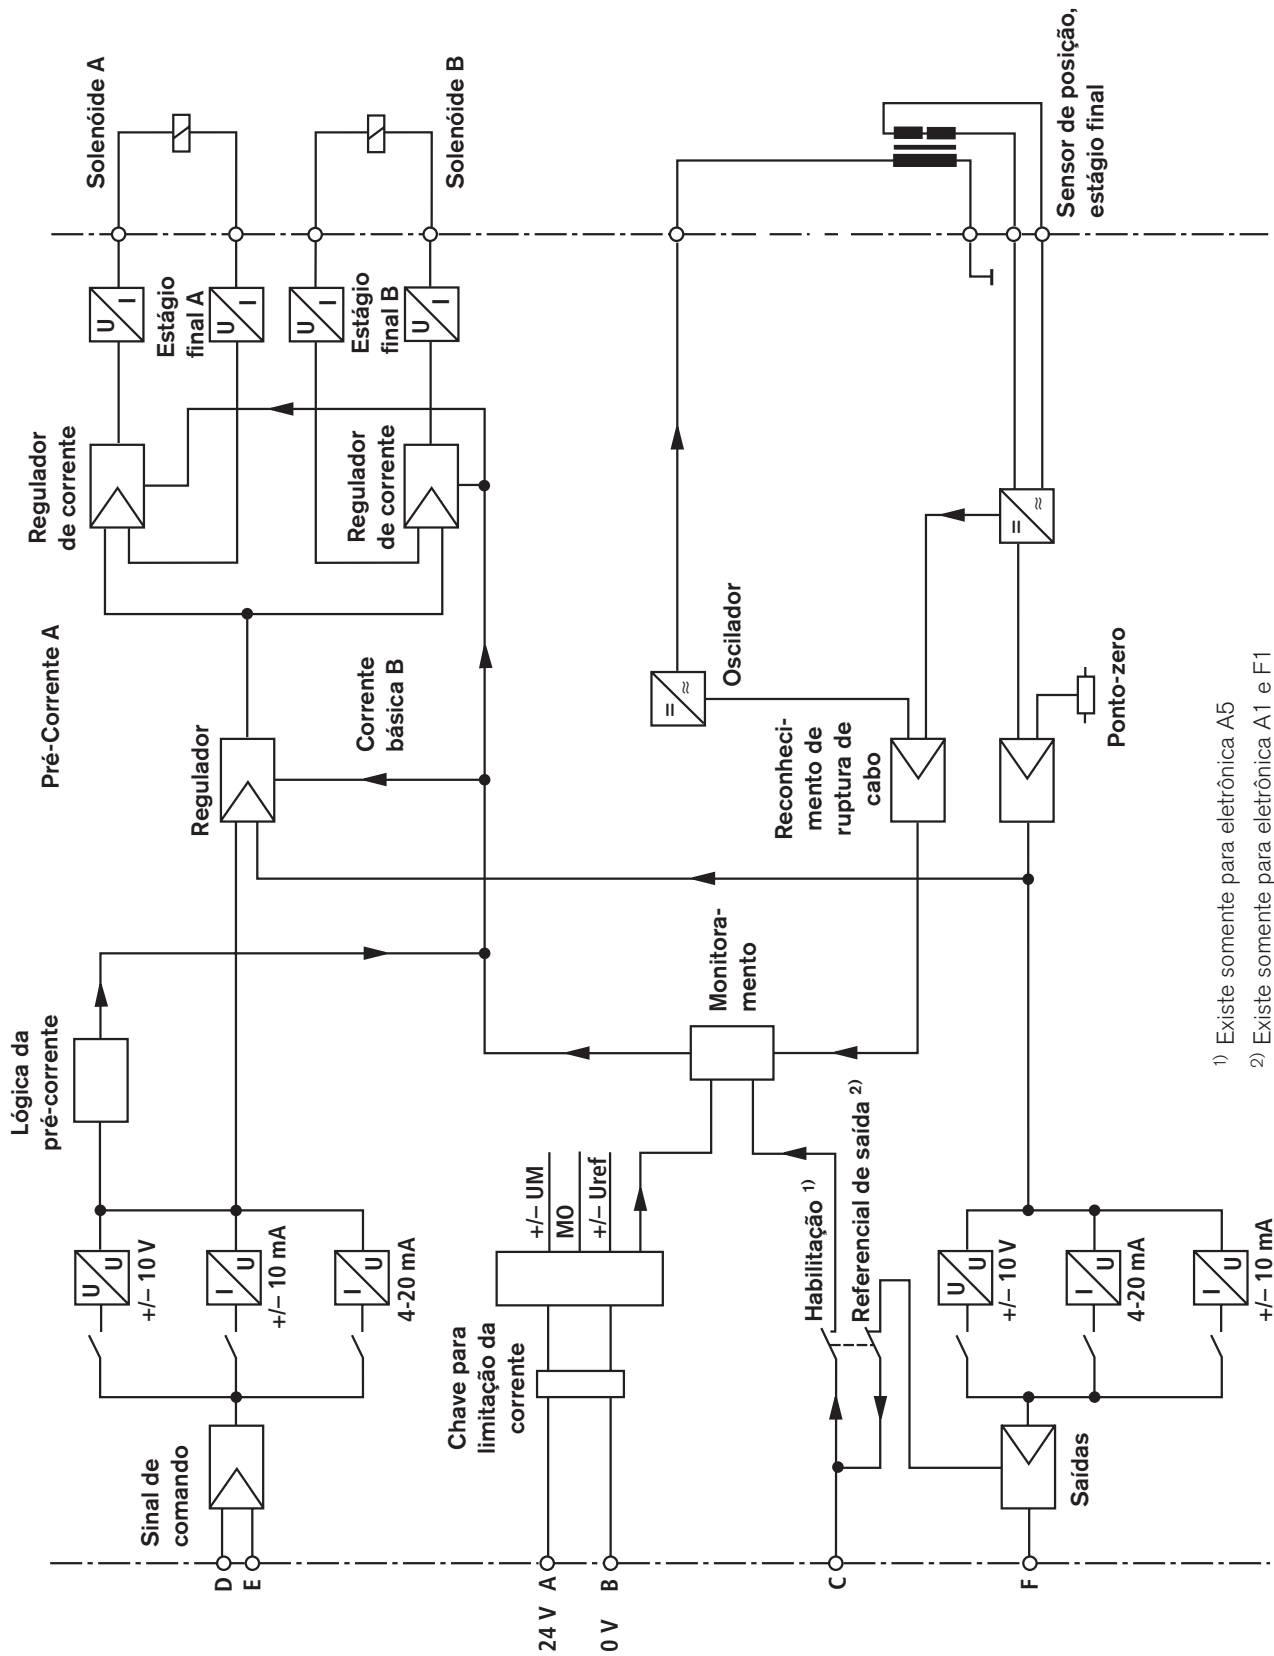 Sinal de
comando
D
E
+/– 10 V
U
U
+/– 10 mA
I
U
4-20 mA
I
U
Lógica da
pré-corrente
Pré-Corrente A
Regulador
Corrente
básica B
Regulador
de corrente
Regulador
de corrente
U
I
Estágio
final A
U
I
U
I
Estágio
final B
U
I
Solenóide A
Solenóide B
24 V A
0 V B
Chave para
limitação da
corrente
+/– UM
MO
+/– Uref
Monitora-
mento
Reconheci-
mento de
ruptura de
cabo
Oscilador
=
≈
C
Habilitação 1)
Referencial de saída 2)
F
Saídas
U
U
+/– 10 V
I
U
4-20 mA
I
U
+/– 10 mA
Ponto-zero
=
≈
Sensor de posição,
estágio final
1) Existe somente para eletrônica A5
2) Existe somente para eletrônica A1 e F1